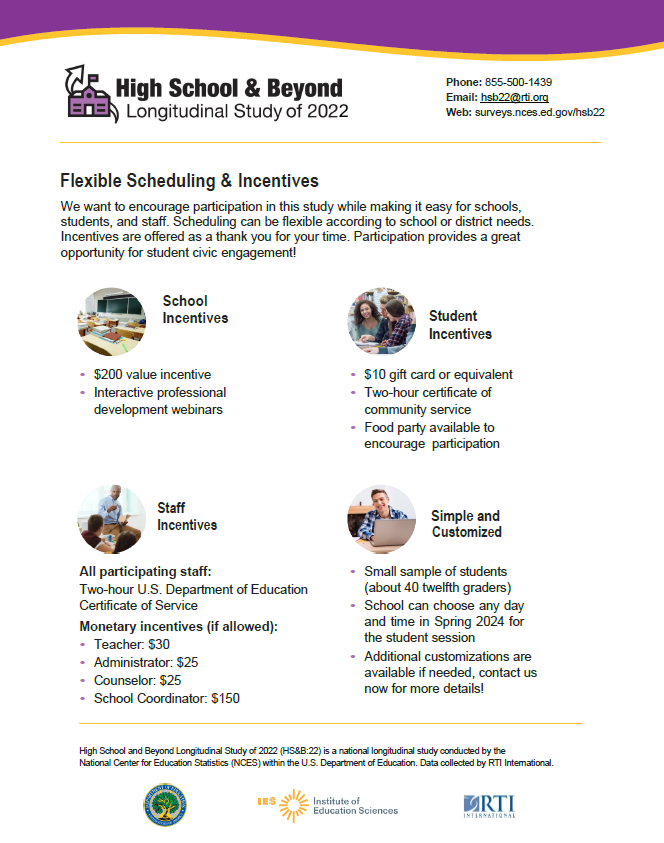 High School & Beyond
Longitudinal Study of 2022
Phone: 855-500-1439
Email: hsb22@rti.org
Web: surveys.nces.ed.gov/hsb22
Flexible Scheduling & Incentives
We want to encourage participation in this study while making it easy for schools,
students, and staff. Scheduling can be flexible according to school or district needs.
Incentives are offered as a thank you for your time. Participation provides a great
opportunity for student civic engagement!
School
Incentives
• $200 value incentive
• Interactive professional
development webinars
Student
Incentives
• $10 gift card or equivalent
• Two-hour certificate of
community service
• Food party available to
encourage participation
Staff
Incentives
All participating staff:
Two-hour U.S. Department of Education
Certificate of Service
Monetary incentives (if allowed):
• Teacher: $30
• Administrator: $25
• Counselor: $25
• School Coordinator: $150
Simple and
Customized
• Small sample of students
(about 40 twelfth graders)
• School can choose any day
and time in Spring 2024 for
the student session
• Additional customizations are
available if needed, contact us
now for more details!
High School and Beyond Longitudinal Study of 2022 (HS&B:22) is a national longitudinal study conducted by the
National Center for Education Statistics (NCES) within the U.S. Department of Education. Data collected by RTI International.
IES
Institute of
Education Sciences
RTI
INTERNATIONAL